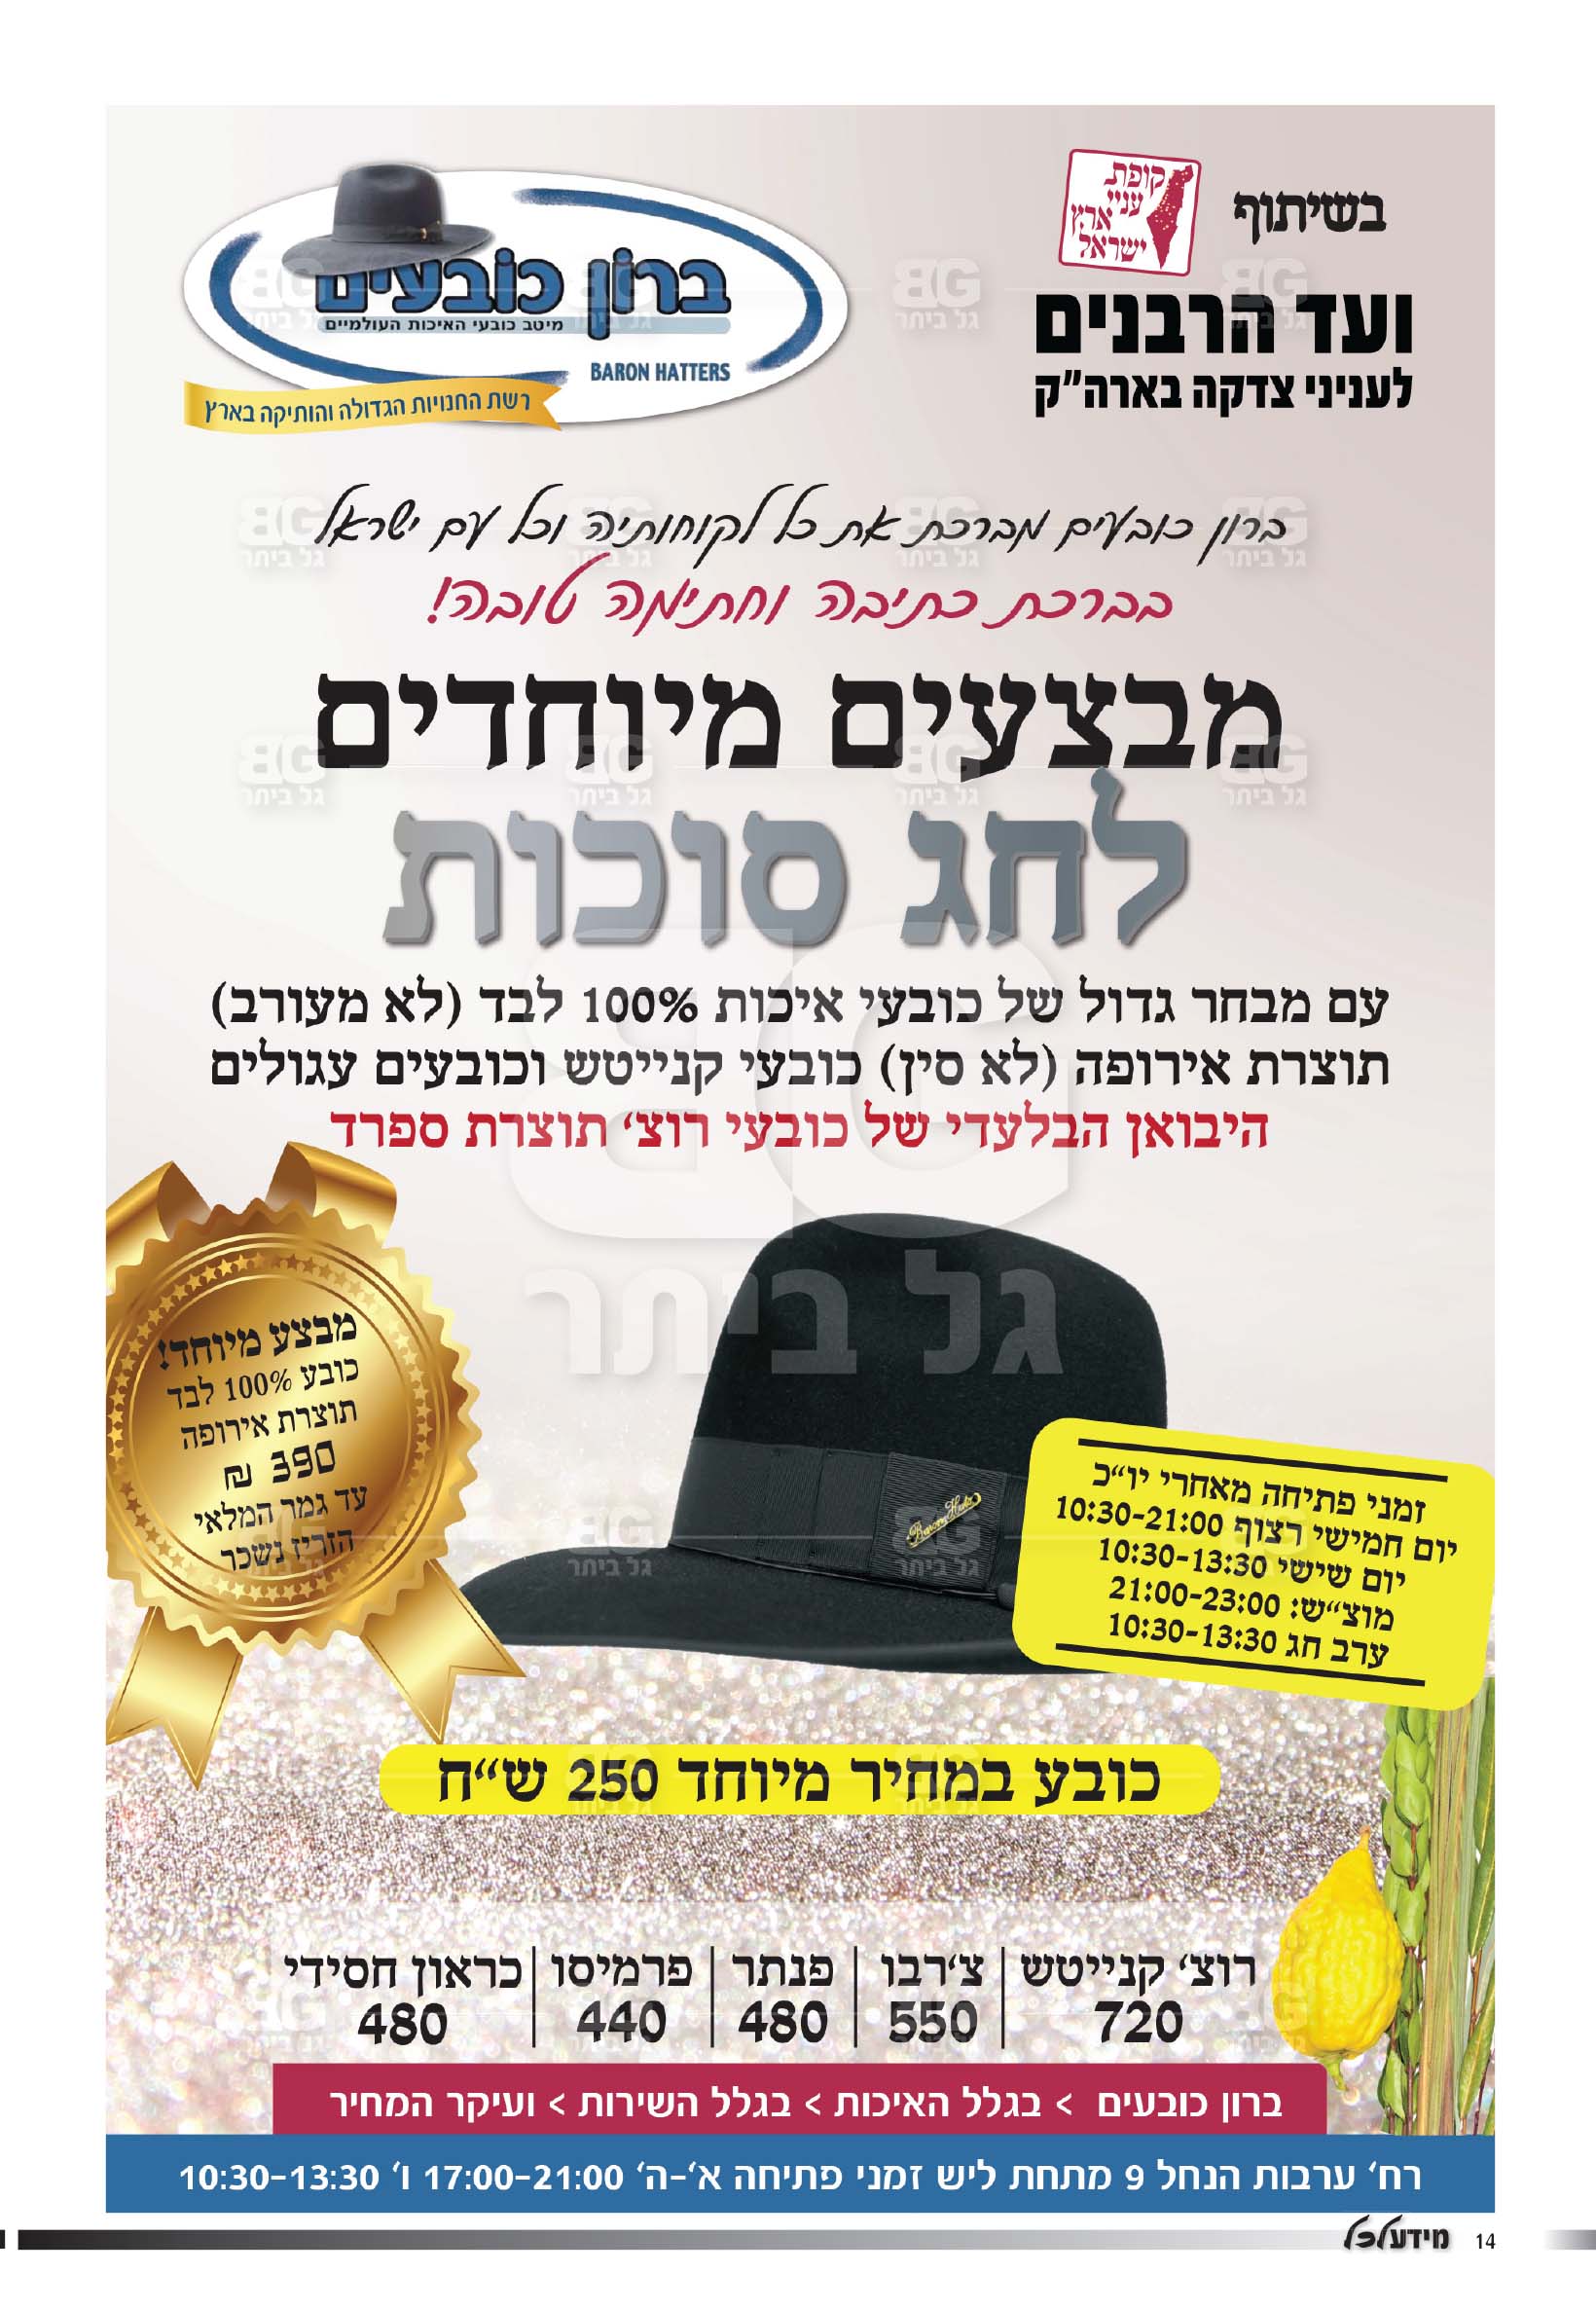 בשיתוף
קופת
עניי
ארץ
ישראל
ועד הרבנים
לעניני צדקה בארה"ק
ברון כובעים
מיטב כובעי האיכות העולמיים
BARON HATTERS
רשת החנויות הגדולה והותיקה בארץ
ברון כובעים מברכת את כל לקוחותיה וכל עם ישראל
בברכת כתיבה וחתימה טובה!
מבצעים מיוחדים
לחג סוכות
עם מבחר גדול של כובעי איכות 100% לבד (לא מעורב)
תוצרת אירופה (לא סין) כובעי קנייטש וכובעים עגולים
היבואן הבלעדי של כובעי רוצ' תוצרת ספרד
מבצע מיוחד!
כובע 100% לבד
תוצרת אירופה
390 ₪
עד גמר המלאי
הזריז נשכר
BG
גל ביתר
Baron Hats
זמני פתיחה מאחרי יו"כ
יום חמישי רצוף 10:30-21:00
יום שישי 10:30-13:30
מוצ"ש: 21:00-23:00
ערב חג 10:30-13:30
כובע במחיר מיוחד 250 ש"ח
רוצ' קנייטש | צ'רבו | פנתר | פרמיסו | כראון חסידי
720 | 550 | 480 | 440 | 480
ברון כובעים > בגלל האיכות > בגלל השירות > ועיקר המחיר
רח' ערבות הנחל 9 מתחת ליש זמני פתיחה א'-ה' 17:00-21:00 ו' 10:30-13:30
14 מידע לכל